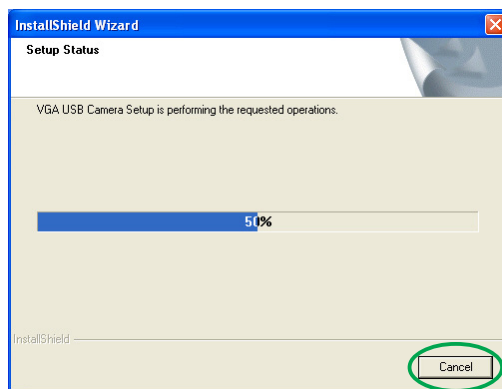 InstallShield Wizard
Setup Status
VGA USB Camera Setup is performing the requested operations.
50%
InstallShield
Cancel